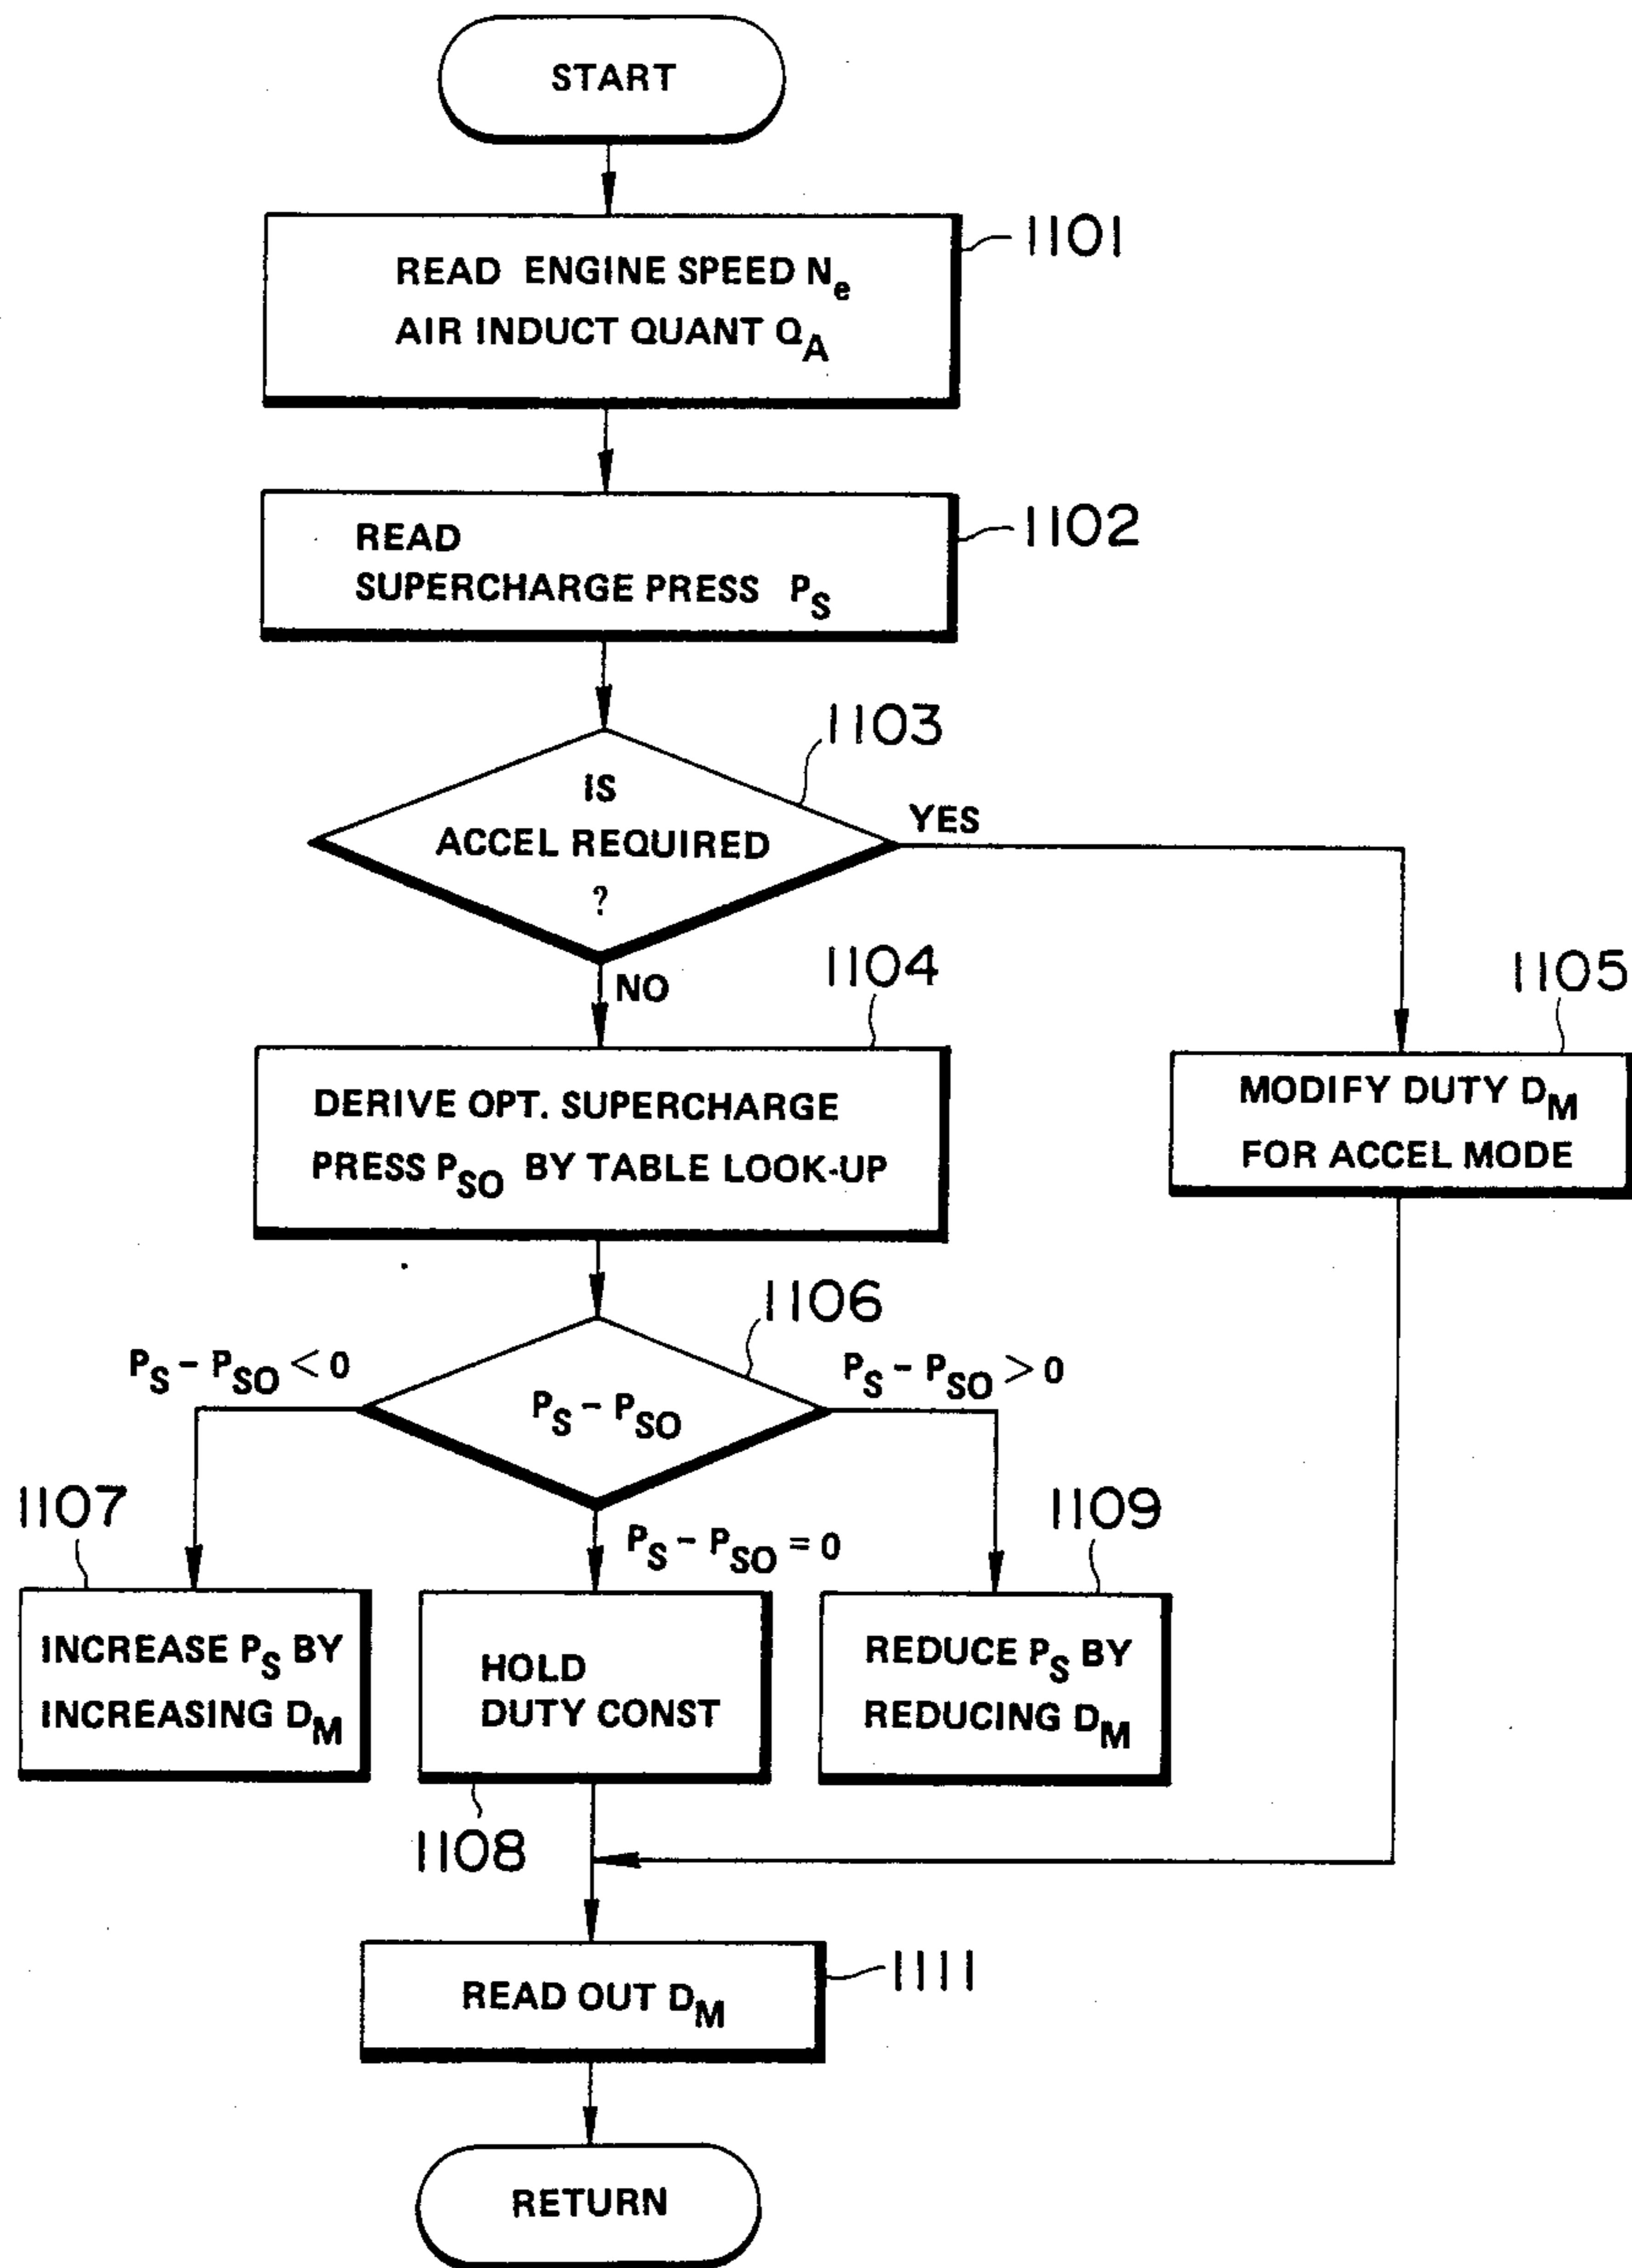 START
1101
READ ENGINE SPEED Ne
AIR INDUCT QUANT QA
1102
READ
SUPERCHARGE PRESS PS
1103
IS
ACCEL REQUIRED
?
YES
NO
1104
1105
DERIVE OPT. SUPERCHARGE
PRESS PSO BY TABLE LOOK-UP
MODIFY DUTY DM
FOR ACCEL MODE
1106
PS - PSO < 0
PS - PSO > 0
PS - PSO
1107
PS - PSO = 0
1109
INCREASE PS BY
INCREASING DM
HOLD
DUTY CONST
REDUCE PS BY
REDUCING DM
1108
READ OUT DM
1111
RETURN